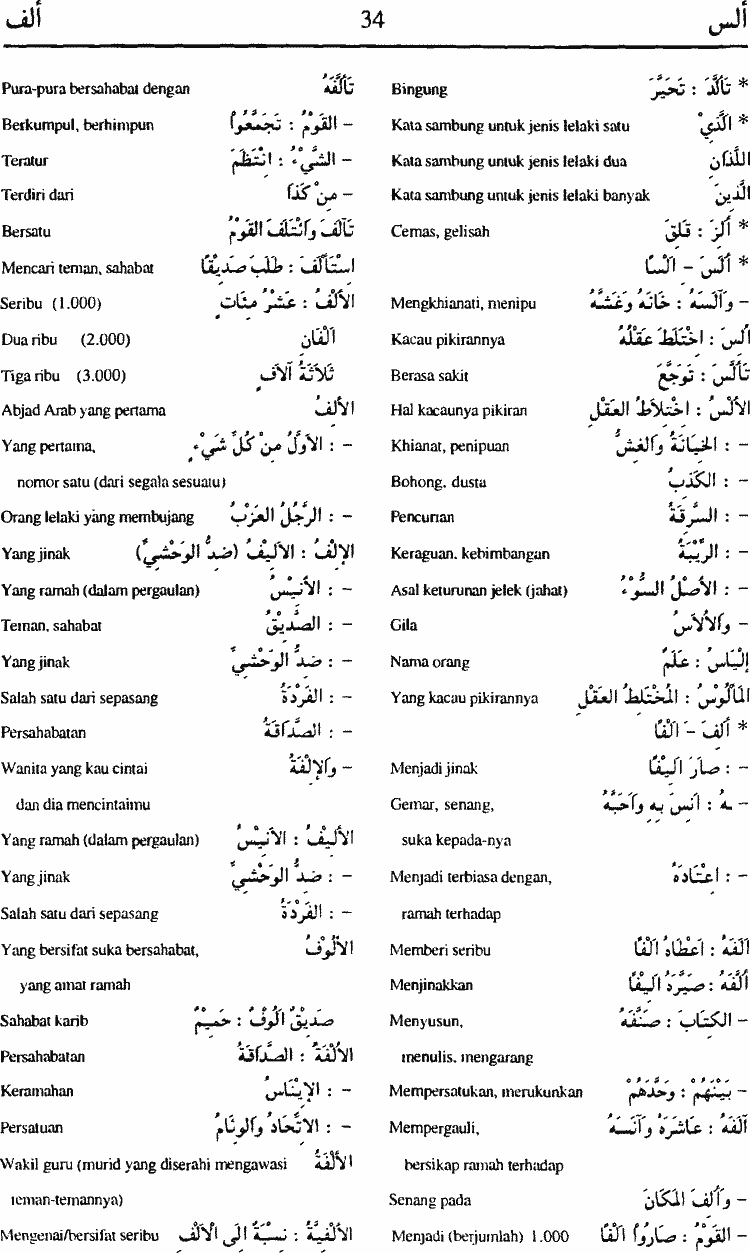 ألس 34 ألف
* تَأَلَّدَ : تَحَيَّرَ Bingung
* الَّذِيْ Kata sambung untuk jenis lelaki satu
اللَّذَانِ Kata sambung untuk jenis lelaki dua
الَّذِينَ Kata sambung untuk jenis lelaki banyak
* أَلِزَ : قَلِقَ Cemas, gelisah
* أَلَسَ - اَلْسًا
- وَآلَسَهُ : خَانَهُ وَغَشَّهُ Mengkhianati, menipu
اُلِسَ : اخْتَلَطَ عَقْلُهُ Kacau pikirannya
تَأَلَّسَ : تَوَجَّعَ Berasa sakit
الأَلْسُ : اخْتِلاَطُ العَقْلِ Hal kacaunya pikiran
- : الخِيَانَةُ وَالغِشُّ Khianat, penipuan
- : الكَذِبُ Bohong, dusta
- : السَّرِقَةُ Pencurian
- : الرِّيْبَةُ Keraguan, kebimbangan
- : الأَصْلُ السُّوْءُ Asal keturunan jelek (jahat)
- وَالأُلاَسُ Gila
إِلْيَاسُ : عَلَمٌ Nama orang
المَأْلُوْسُ : المُخْتَلِطُ العَقْلِ Yang kacau pikirannya
* أَلِفَ - اَلْفًا
- : صَارَ اَلِيفًا Menjadi jinak
- ـهُ : اَنِسَ بِهِ وَاَحَبَّهُ Gemar, senang,
suka kepada-nya
- : اعْتَادَهُ Menjadi terbiasa dengan,
ramah terhadap
اَلَفَهُ : اَعْطَاهُ اَلْفًا Memberi seribu
أَلَّفَهُ : صَيَّرَهُ اَلِيفًا Menjinakkan
- الكِتَابَ : صَنَّفَهُ Menyusun,
menulis, mengarang
- بَيْنَهُمْ : وَحَّدَهُمْ Mempersatukan, merukunkan
آلَفَهُ : عَاشَرَهُ وَآنَسَهُ Mempergauli,
bersikap ramah terhadap
- وَأَلِفَ المَكَانَ Senang pada
- القَوْمُ : صَارُوا اَلْفًا Menjadi (berjumlah) 1.000
تَأَلَّفَهُ Pura-pura bersahabat dengan
- القَوْمُ : تَجَمَّعُوا Berkumpul, berhimpun
- الشَّيْءُ : انْتَظَمَ Teratur
- مِنْ كَذَا Terdiri dari
تَآلَفَ وَائْتَلَفَ القَوْمُ Bersatu
اسْتَأْلَفَ : طَلَبَ صَدِيْقًا Mencari teman, sahabat
الأَلْفُ : عَشْرُ مِئَاتٍ Seribu (1.000)
اَلْفَانِ Dua ribu (2.000)
ثَلاَثَةُ آلاَفٍ Tiga ribu (3.000)
الأَلِفُ Abjad Arab yang pertama
- : الأَوَّلُ مِنْ كُلِّ شَيْءٍ Yang pertama,
nomor satu (dari segala sesuatu)
- : الرَّجُلُ العَزَبُ Orang lelaki yang membujang
الإِلْفُ : الأَلِيفُ (ضِدُّ الوَحْشِيِّ) Yang jinak
- : الأَنِيْسُ Yang ramah (dalam pergaulan)
- : الصَّدِيْقُ Teman, sahabat
- : ضِدُّ الوَحْشِيِّ Yang jinak
- : الفَرْدَةُ Salah satu dari sepasang
- : الصَّدَاقَةُ Persahabatan
- وَالإِلْفَةُ Wanita yang kau cintai
dan dia mencintaimu
الأَلِيفُ : الأَنِيْسُ Yang ramah (dalam pergaulan)
- : ضِدُّ الوَحْشِيِّ Yang jinak
- : الفَرْدَةُ Salah satu dari sepasang
الأَلُوْفُ Yang bersifat suka bersahabat,
yang amat ramah
صَدِيْقٌ اَلُوْفٌ : حَمِيْمٌ Sahabat karib
الأُلْفَةُ : الصَّدَاقَةُ Persahabatan
- : الإِيْنَاسُ Keramahan
- : الاتِّحَادُ وَالوِئَامُ Persatuan
الأُلْفَةُ Wakil guru (murid yang diserahi mengawasi
teman-temannya)
الأَلْفِيَّةُ : نِسْبَةٌ اِلَى الأَلْفِ Mengenai/bersifat seribu